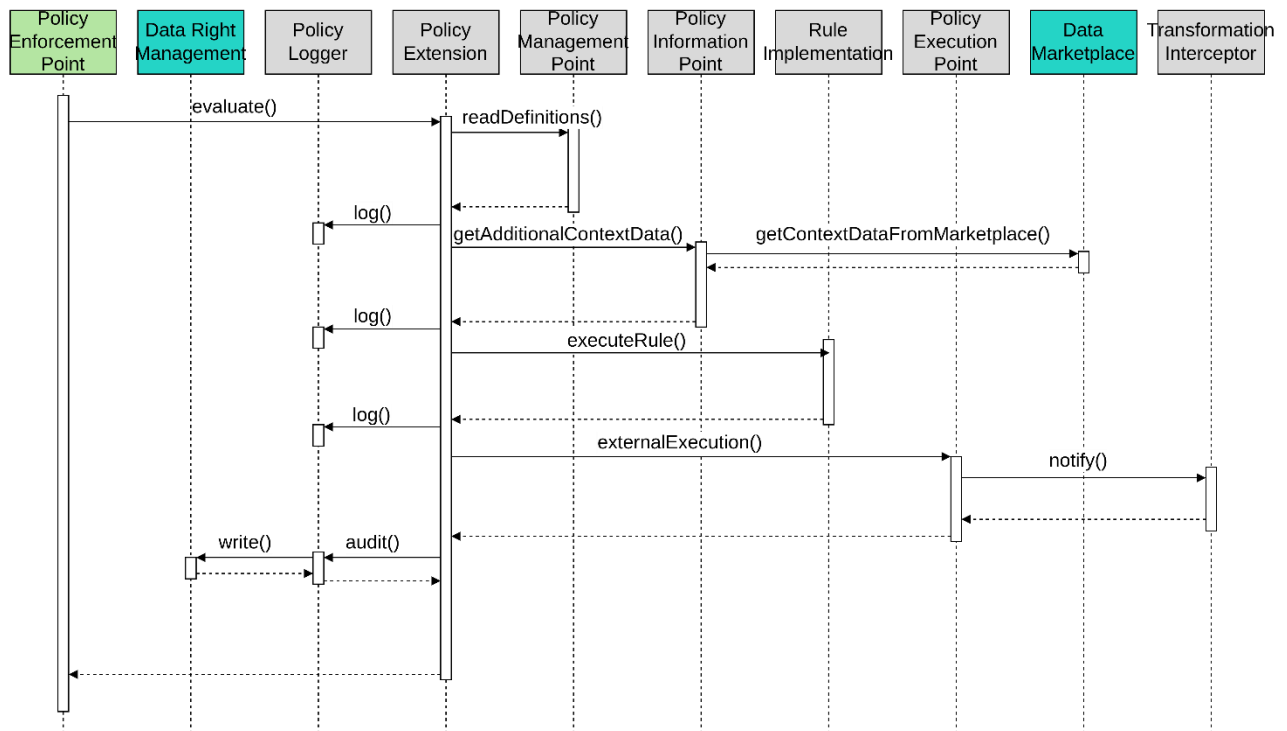 Policy
Enforcement
Point
Data Right
Management
Policy
Logger
Policy
Extension
Policy
Management
Point
Policy
Information
Point
Rule
Implementation
Policy
Execution
Point
Data
Marketplace
Transformation
Interceptor
evaluate()
readDefinitions()
log()
getAdditionalContextData()
getContextDataFromMarketplace()
log()
executeRule()
log()
externalExecution()
notify()
write()
audit()